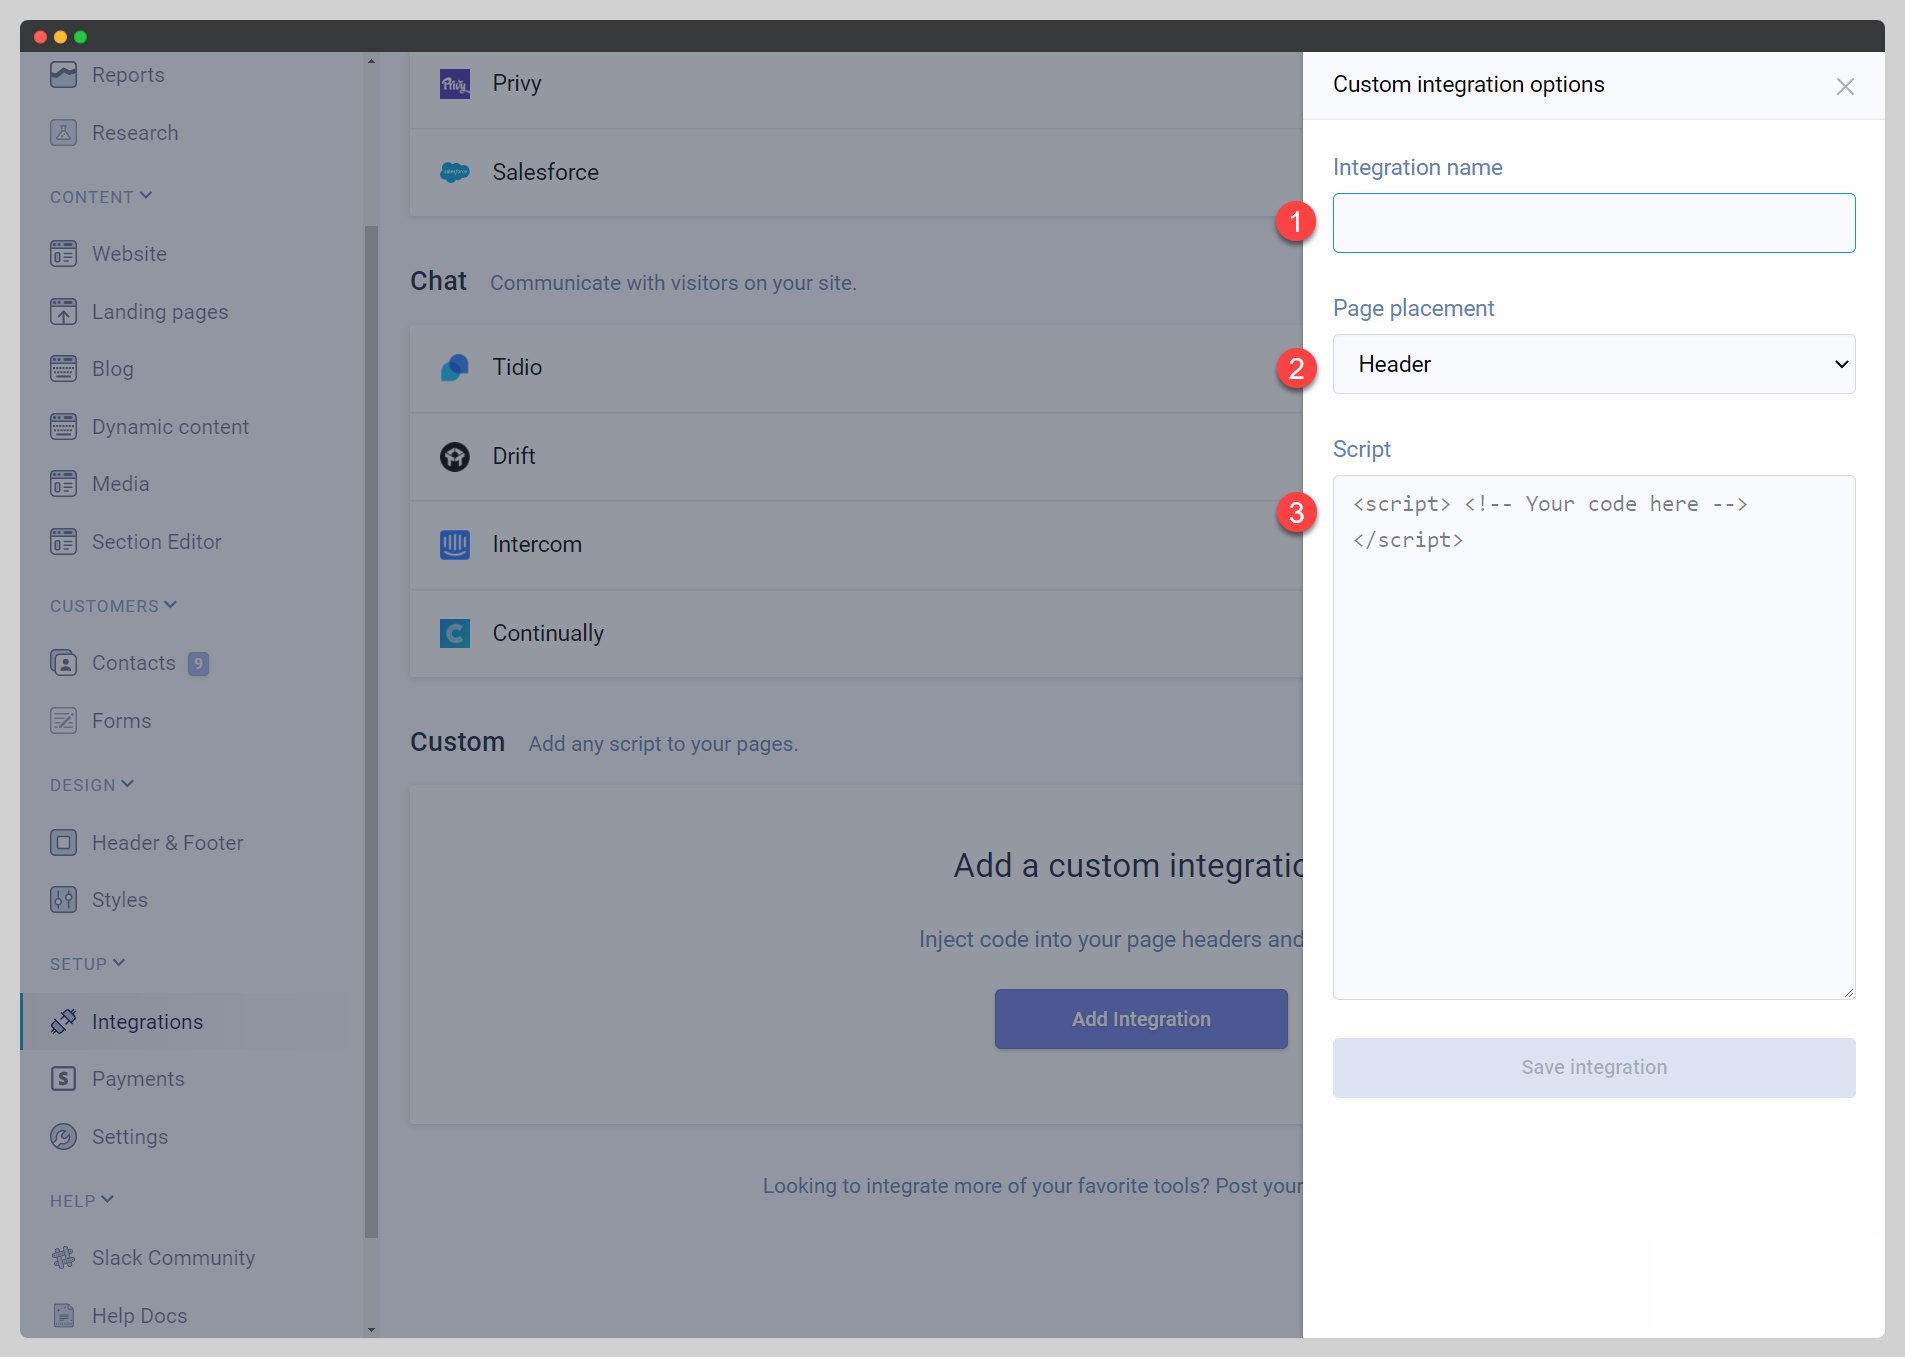 Reports
Research
CONTENT
Website
Landing pages
Blog
Dynamic content
Media
Section Editor
CUSTOMERS
Contacts 9
Forms
DESIGN
Header & Footer
Styles
SETUP
Integrations
Payments
Settings
HELP
Slack Community
Help Docs
Privy
Privy
salesforce
Salesforce
Chat Communicate with visitors on your site.
Tidio
Drift
Intercom
Continually
Custom Add any script to your pages.
Add a custom integratio
Inject code into your page headers and
Add Integration
Looking to integrate more of your favorite tools? Post your
Custom integration options
Integration name
1
Page placement
2
Header
Script
3
<script> <!-- Your code here -->
</script>
Save integration